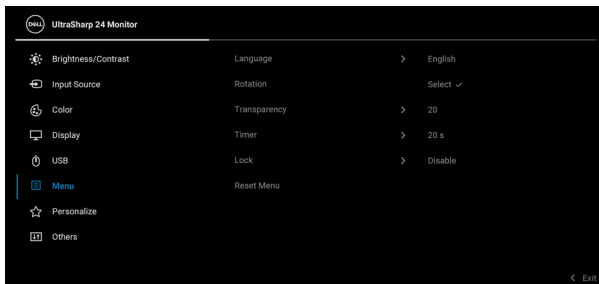 DELL UltraSharp 24 Monitor
Brightness/Contrast Language > English
Input Source Rotation Select ✓
Color Transparency > 20
Display Timer > 20 s
USB Lock > Disable
Menu Reset Menu
Personalize
Others
< Exit